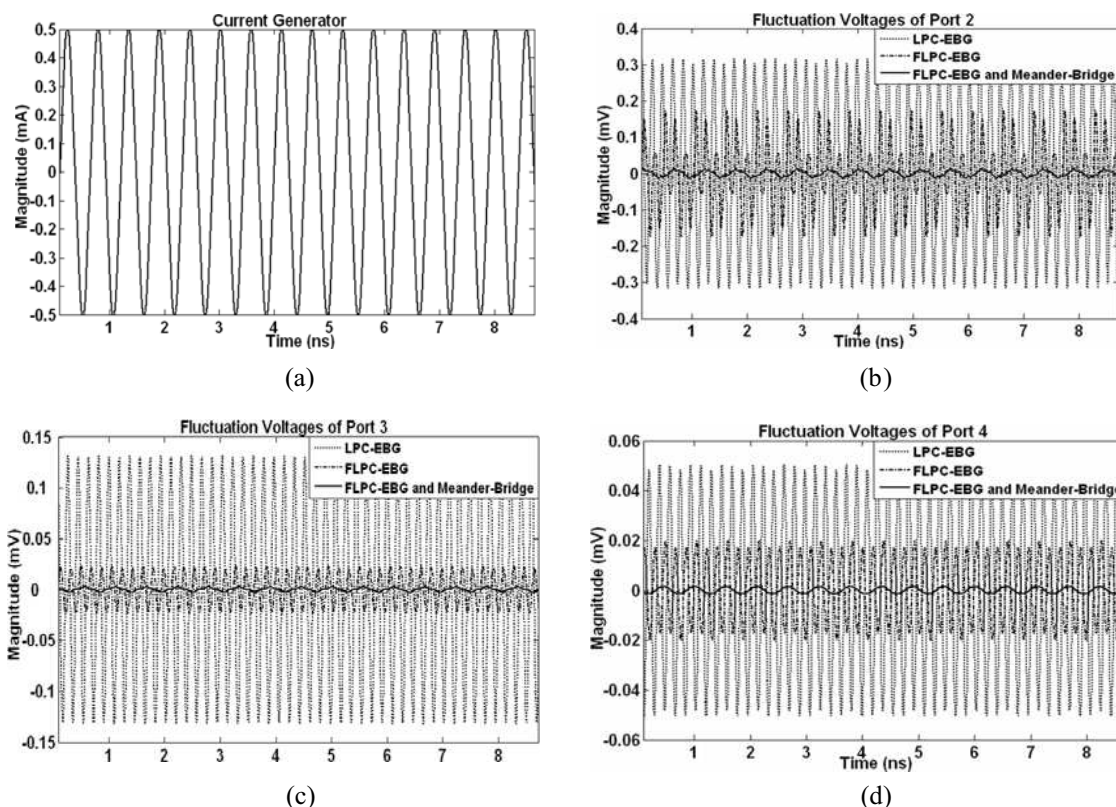 Current Generator
0.5
0.4
0.3
0.2
0.1
0
-0.1
-0.2
-0.3
-0.4
-0.5
Magnitude (mA)
1 2 3 4 5 6 7 8
Time (ns)
(a)
Fluctuation Voltages of Port 2
LPC-EBG
FLPC-EBG
FLPC-EBG and Meander-Bridge
0.4
0.3
0.2
0.1
0
-0.1
-0.2
-0.3
-0.4
Magnitude (mV)
1 2 3 4 5 6 7 8
Time (ns)
(b)
Fluctuation Voltages of Port 3
LPC-EBG
FLPC-EBG
FLPC-EBG and Meander-Bridge
0.15
0.1
0.05
0
-0.05
-0.1
-0.15
Magnitude (mV)
1 2 3 4 5 6 7 8
(c)
Fluctuation Voltages of Port 4
LPC-EBG
FLPC-EBG
FLPC-EBG and Meander-Bridge
0.06
0.04
0.02
0
-0.02
-0.04
-0.06
Magnitude (mV)
1 2 3 4 5 6 7 8
Time (ns)
(d)